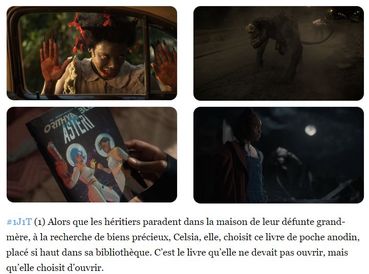 ASTERI
#1J1T (1) Alors que les héritiers paradent dans la maison de leur défunte grand-
mère, à la recherche de biens précieux, Celsia, elle, choisit ce livre de poche anodin,
placé si haut dans sa bibliothèque. C'est le livre qu'elle ne devait pas ouvrir, mais
qu'elle choisit d'ouvrir.